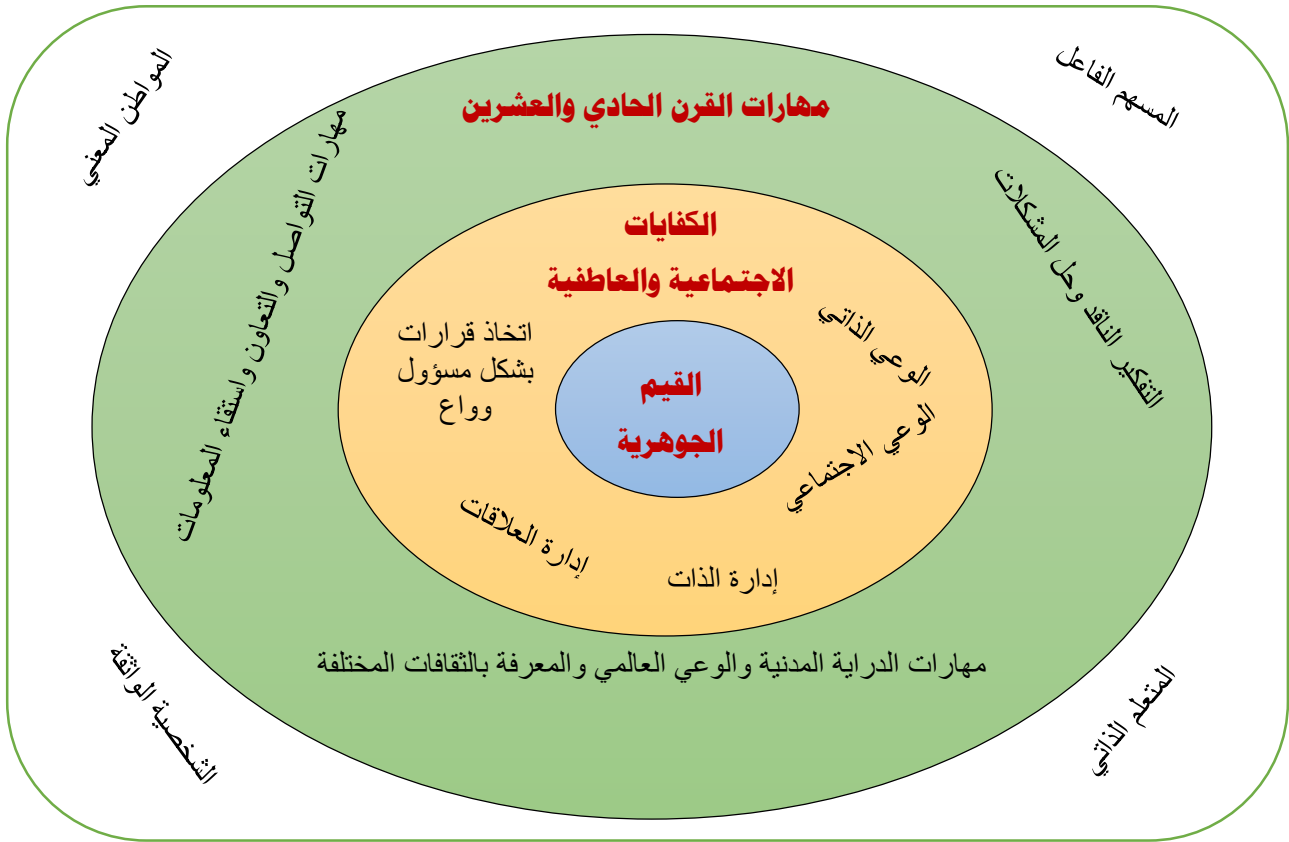 المسهم الفاعل
المواطن المعني
مهارات القرن الحادي والعشرين
التفكير الناقد وحل المشكلات
مهارات التواصل والتعاون واستقاء المعلومات
الكفايات
الاجتماعية والعاطفية
الوعي الذاتي
اتخاذ قرارات
بشكل مسؤول
وواع
القيم
الجوهرية
الوعي الاجتماعي
إدارة العلاقات
إدارة الذات
مهارات الدراية المدنية والوعي العالمي والمعرفة بالثقافات المختلفة
المتعلم الذاتي
الشخصية الواثقة